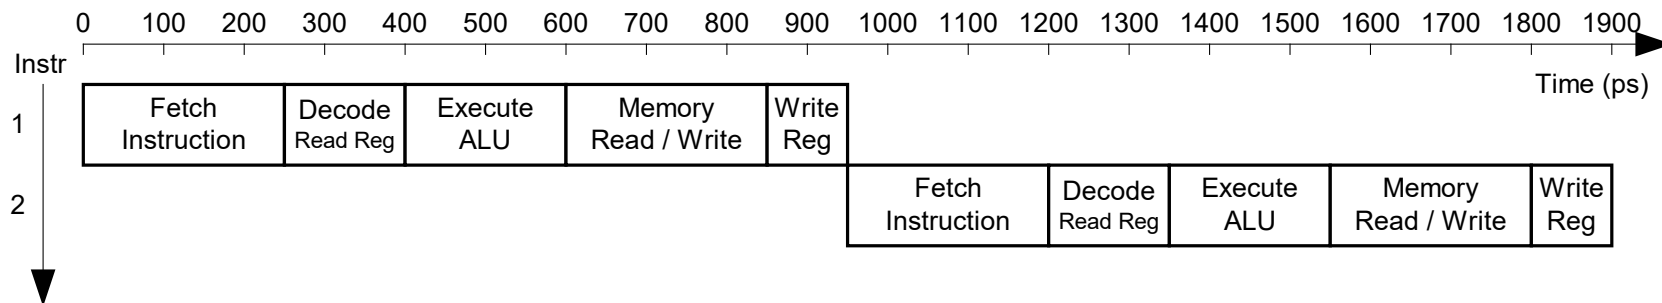 0 100 200 300 400 500 600 700 800 900 1000 1100 1200 1300 1400 1500 1600 1700 1800 1900
Instr
Time (ps)
1
Fetch
Instruction
Decode
Read Reg
Execute
ALU
Memory
Read / Write
Write
Reg
2
Fetch
Instruction
Decode
Read Reg
Execute
ALU
Memory
Read / Write
Write
Reg